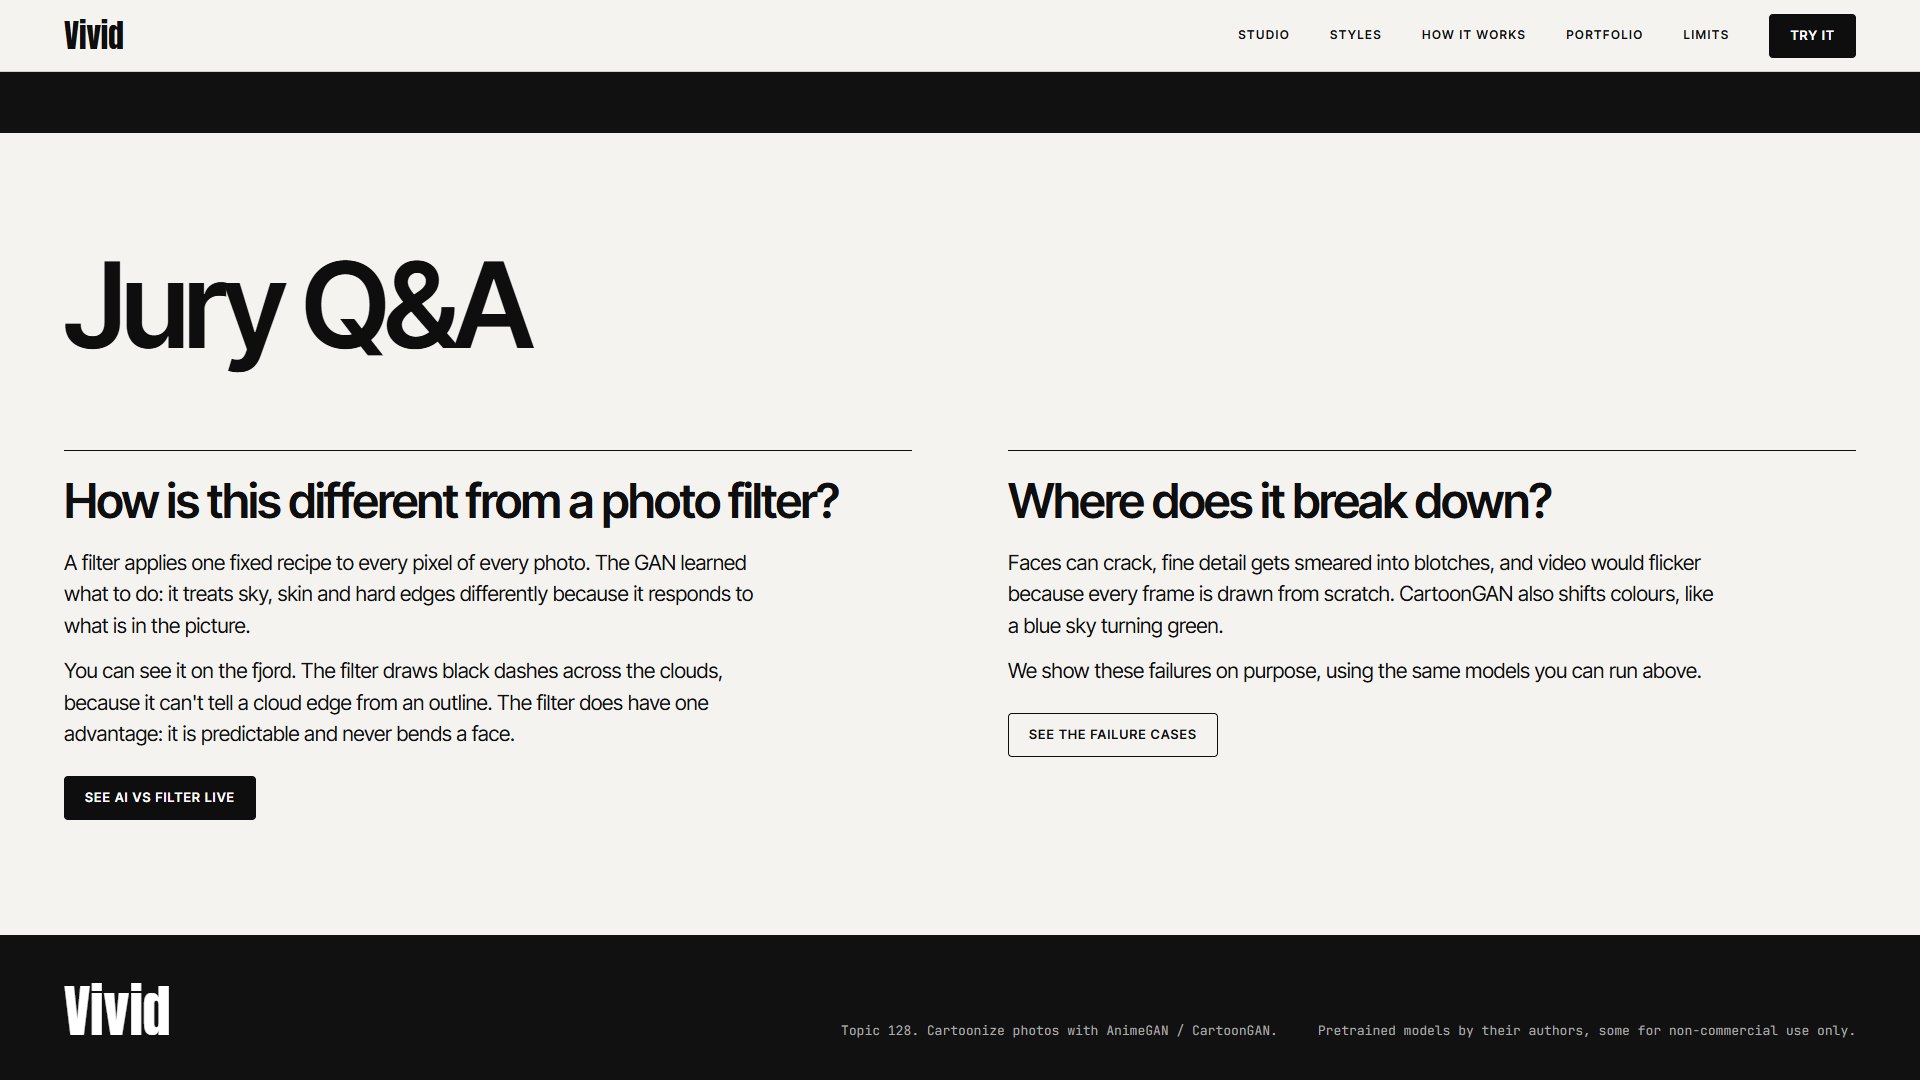 Vivid
STUDIO
STYLES
HOW IT WORKS
PORTFOLIO
LIMITS
TRY IT
Jury Q&A
How is this different from a photo filter?
A filter applies one fixed recipe to every pixel of every photo. The GAN learned
what to do: it treats sky, skin and hard edges differently because it responds to
what is in the picture.
You can see it on the fjord. The filter draws black dashes across the clouds,
because it can't tell a cloud edge from an outline. The filter does have one
advantage: it is predictable and never bends a face.
SEE AI VS FILTER LIVE
Where does it break down?
Faces can crack, fine detail gets smeared into blotches, and video would flicker
because every frame is drawn from scratch. CartoonGAN also shifts colours, like
a blue sky turning green.
We show these failures on purpose, using the same models you can run above.
SEE THE FAILURE CASES
Vivid
Topic 128. Cartoonize photos with AnimeGAN / CartoonGAN.
Pretrained models by their authors, some for non-commercial use only.